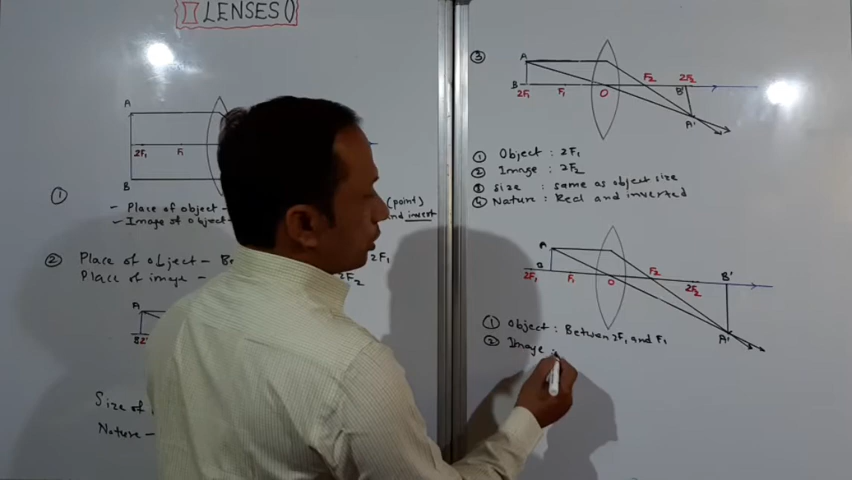 LENSES()
A
2F₁ F₁
B
①
- Place of object
(point)
- Image of object
and invert
② Place of object -
2F₁
Place of image -
2F₂
A
Size of
Nature -
③
A
B
2F₁ F₁ O F₂ 2F₂
B'
A'
① Object : 2F₁
② Image : 2F₂
③ Size : same as object size
④ Nature : Real and inverted
A
B
2F₁ F₁ O F₂ 2F₂
B'
A'
① Object : Between 2F₁ and F₁
② Image :